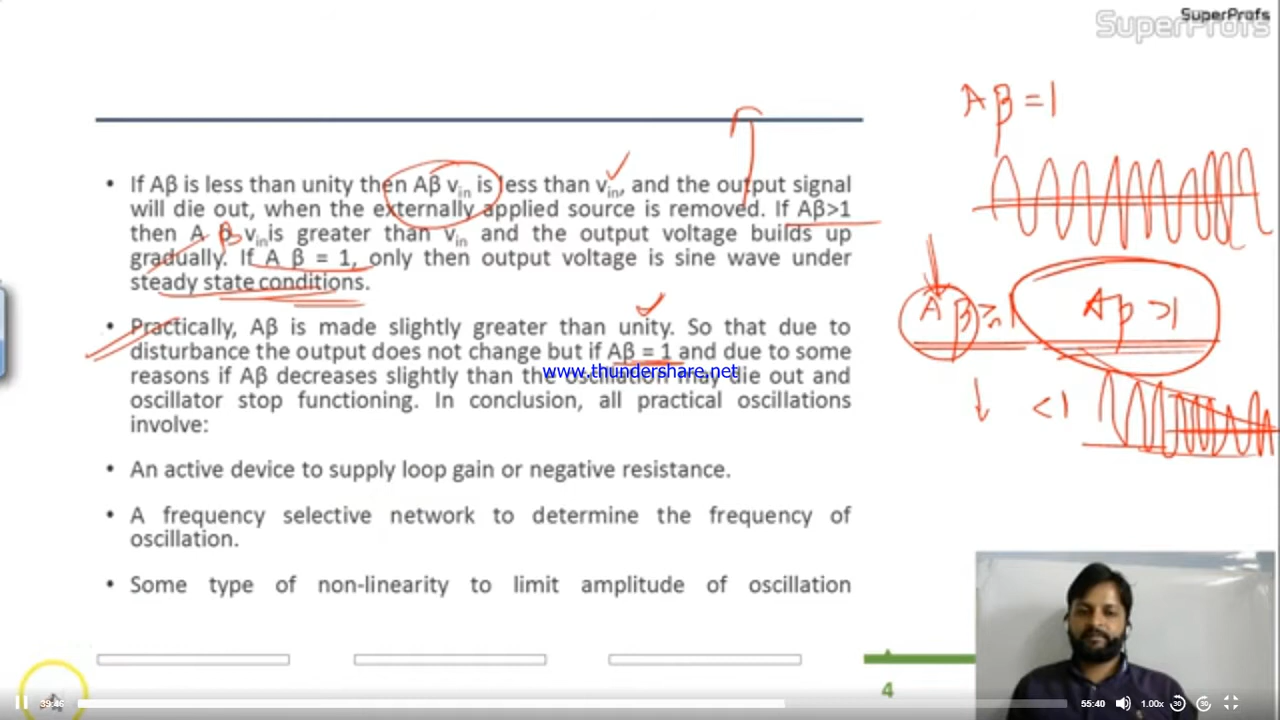 SuperProfs
SuperProfs
Aβ = 1
• If Aβ is less than unity then Aβ vin is less than vin, and the output signal
will die out, when the externally applied source is removed. If Aβ>1
then A β vin is greater than vin and the output voltage builds up
gradually. If A β = 1, only then output voltage is sine wave under
steady state conditions.
Aβ ≥ 1
Aβ >1
• Practically, Aβ is made slightly greater than unity. So that due to
disturbance the output does not change but if Aβ = 1 and due to some
reasons if Aβ decreases slightly than the oscillation may die out and
www.thundershare.net
oscillator stop functioning. In conclusion, all practical oscillations
involve:
↓ <1
• An active device to supply loop gain or negative resistance.
• A frequency selective network to determine the frequency of
oscillation.
• Some type of non-linearity to limit amplitude of oscillation
4
39:46
55:40
1.00x
30
30